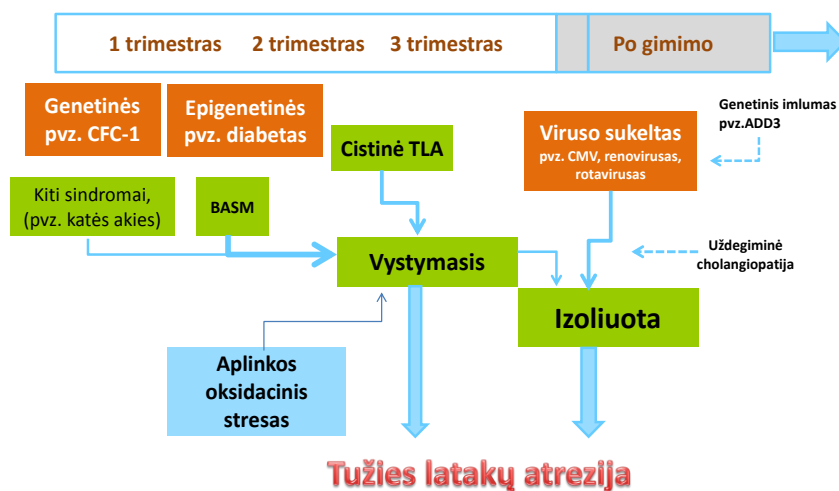 1 trimestras 2 trimestras 3 trimestras Po gimimo
Genetinės
pvz. CFC-1
Epigenetinės
pvz. diabetas
Cistinė TLA
Viruso sukeltas
pvz. CMV, renovirusas,
rotavirusas
Genetinis imlumas
pvz.ADD3
Kiti sindromai,
(pvz. katės akies)
BASM
Vystymasis
Uždegiminė
cholangiopatija
Izoliuota
Aplinkos
oksidacinis
stresas
Tužies latakų atrezija